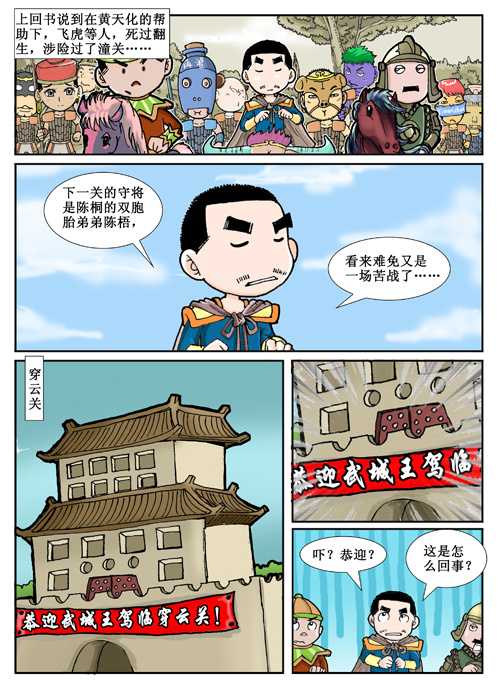 上回书说到在黄天化的帮
助下，飞虎等人，死过翻
生，涉险过了潼关……
下一关的守将
是陈桐的双胞
胎弟弟陈梧，
看来难免又是
一场苦战了……
穿云关
恭迎武城王驾临穿云关！
恭迎武城王驾临
吓？恭迎？
这是怎
么回事？